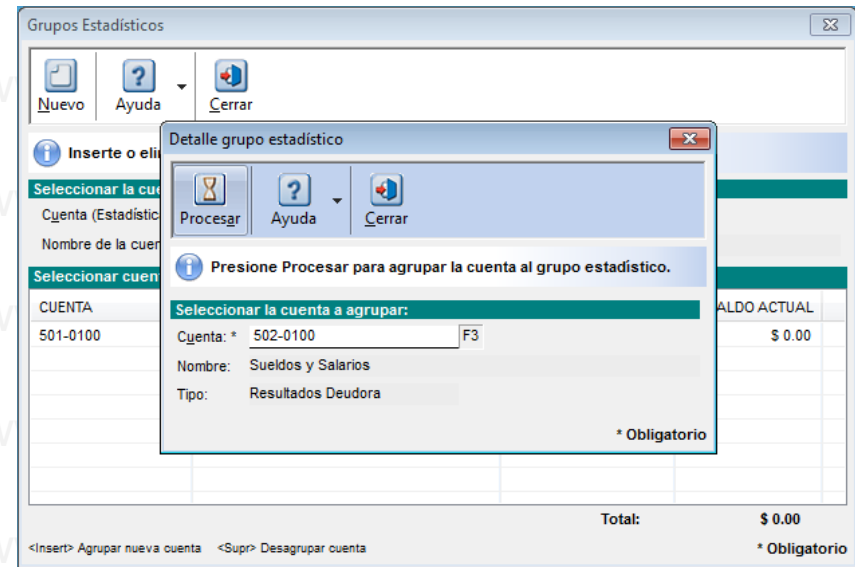 Grupos Estadísticos
Nuevo Ayuda Cerrar
Inserte o eli
Seleccionar la cue
Cuenta (Estadístic
Nombre de la cuen
Seleccionar cuen
CUENTA ALDO ACTUAL
501-0100 $ 0.00
Detalle grupo estadístico
Procesar Ayuda Cerrar
Presione Procesar para agrupar la cuenta al grupo estadístico.
Seleccionar la cuenta a agrupar:
Cuenta: * 502-0100 F3
Nombre: Sueldos y Salarios
Tipo: Resultados Deudora
* Obligatorio
Total: $ 0.00
<Insert> Agrupar nueva cuenta <Supr> Desagrupar cuenta * Obligatorio